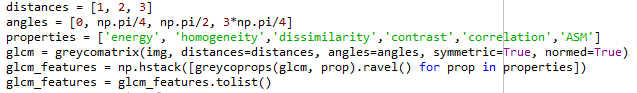 distances = [1, 2, 3]
angles = [0, np.pi/4, np.pi/2, 3*np.pi/4]
properties = ['energy', 'homogeneity','dissimilarity','contrast','correlation','ASM']
glcm = greycomatrix(img, distances=distances, angles=angles, symmetric=True, normed=True)
glcm_features = np.hstack([greycoprops(glcm, prop).ravel() for prop in properties])
glcm_features = glcm_features.tolist()